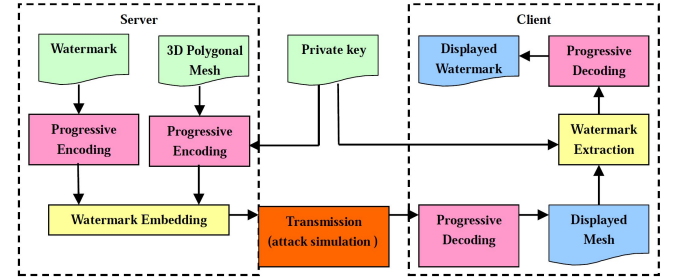 Server
Client
Watermark
3D Polygonal
Mesh
Private key
Displayed
Watermark
Progressive
Decoding
Progressive
Encoding
Progressive
Encoding
Watermark
Extraction
Watermark Embedding
Transmission
(attack simulation )
Progressive
Decoding
Displayed
Mesh